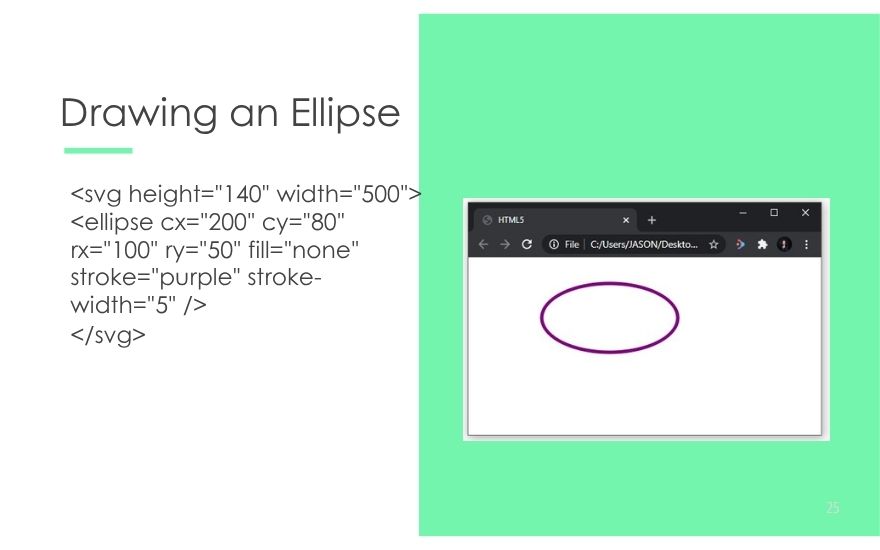 Drawing an Ellipse
<svg height="140" width="500">
<ellipse cx="200" cy="80"
rx="100" ry="50" fill="none"
stroke="purple" stroke-
width="5" />
</svg>
HTML5
File C:/Users/JASON/Deskto...
25